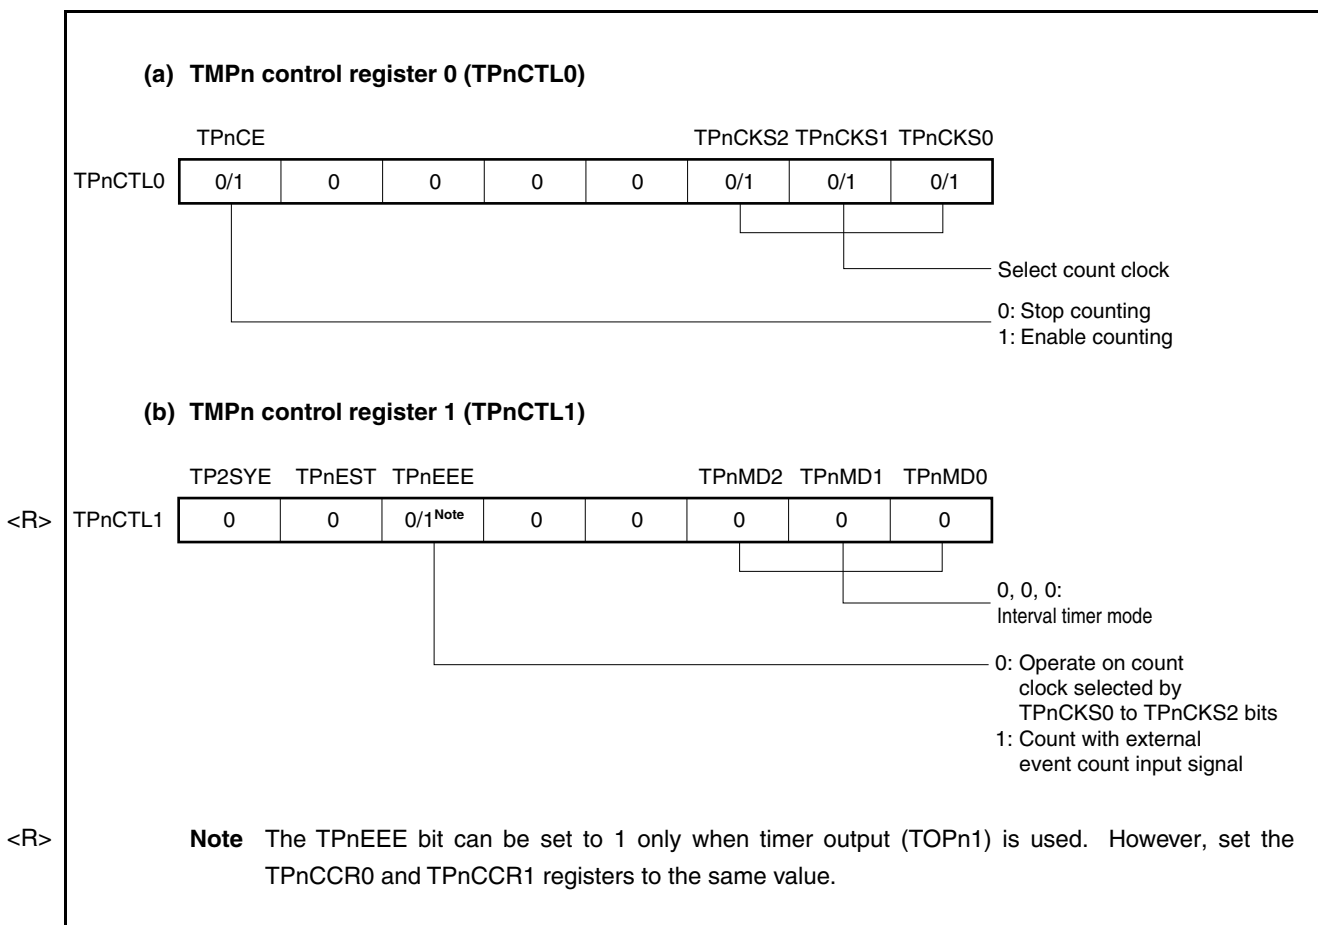 (a) TMPn control register 0 (TPnCTL0)
TPnCE TPnCKS2 TPnCKS1 TPnCKS0
TPnCTL0 0/1 0 0 0 0 0/1 0/1 0/1
Select count clock
0: Stop counting
1: Enable counting
(b) TMPn control register 1 (TPnCTL1)
TP2SYE TPnEST TPnEEE TPnMD2 TPnMD1 TPnMD0
<R> TPnCTL1 0 0 0/1Note 0 0 0 0 0
0, 0, 0:
Interval timer mode
0: Operate on count
clock selected by
TPnCKS0 to TPnCKS2 bits
1: Count with external
event count input signal
<R> Note The TPnEEE bit can be set to 1 only when timer output (TOPn1) is used. However, set the
TPnCCR0 and TPnCCR1 registers to the same value.